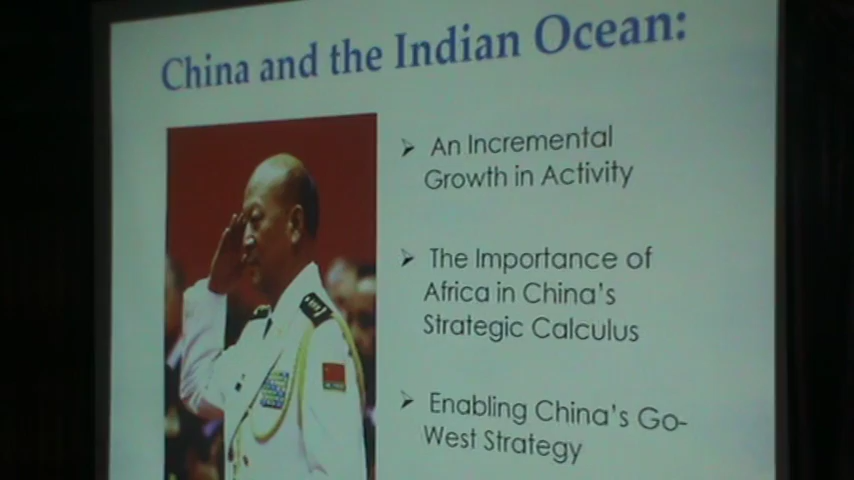 China and the Indian Ocean:
➢ An Incremental
Growth in Activity
➢ The Importance of
Africa in China's
Strategic Calculus
➢ Enabling China's Go-
West Strategy